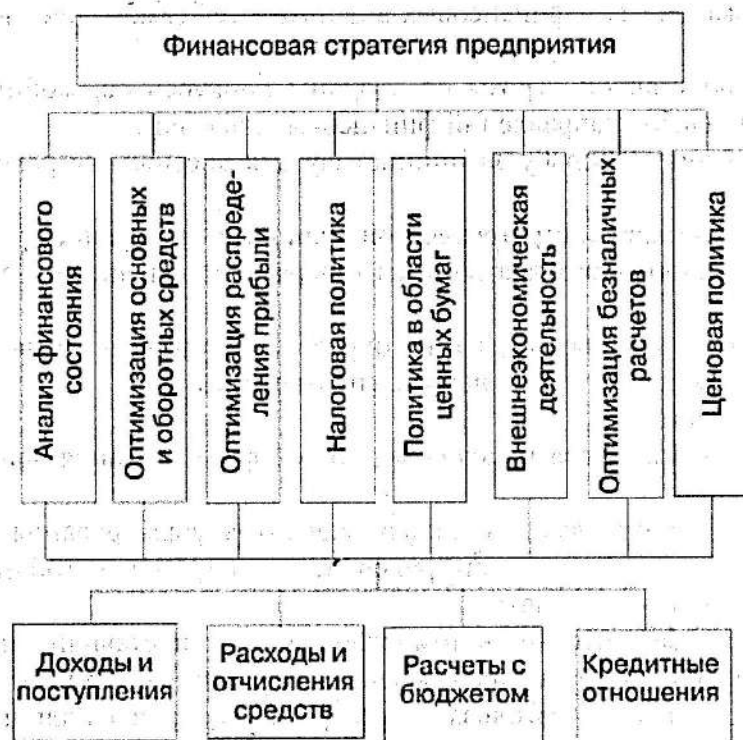 Финансовая стратегия предприятия
Анализ финансового
состояния
Оптимизация основных
и оборотных средств
Оптимизация распреде-
ления прибыли
Налоговая политика
Политика в области
ценных бумаг
Внешнеэкономическая
деятельность
Оптимизация безналичных
расчетов
Ценовая политика
Доходы и
поступления
Расходы и
отчисления
средств
Расчеты с
бюджетом
Кредитные
отношения